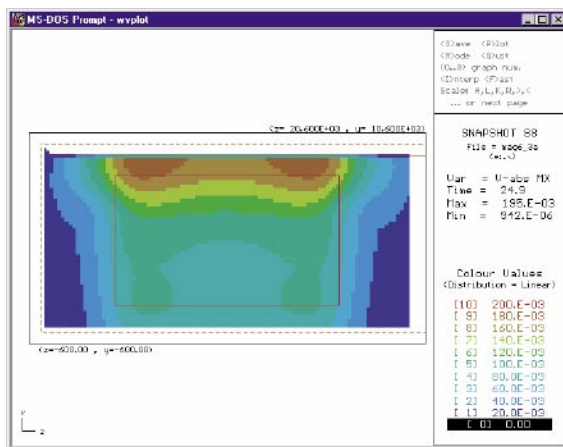 MS-DOS Prompt - wvplot
<S>ave <P>lot
<M>ode <G>ust
(0..9) graph num.
<I>nterp <F>ast
Scale: A,L,K,R,>,<
... or next page
(z= 20.600E+03 , y= 10.600E+03)
SNAPSHOT 88
Var = V-abs MX
Time = 24.9
Max = 195.E-03
Min = 942.E-06
Colour Values
(Distribution = Linear)
[10] 200.E-03
[ 9] 180.E-03
[ 8] 160.E-03
[ 7] 140.E-03
[ 6] 120.E-03
[ 5] 100.E-03
[ 4] 80.0E-03
[ 3] 60.0E-03
[ 2] 40.0E-03
[ 1] 20.0E-03
[ 0] 0.00
(z=-600.00 , y=-600.00)
y
z